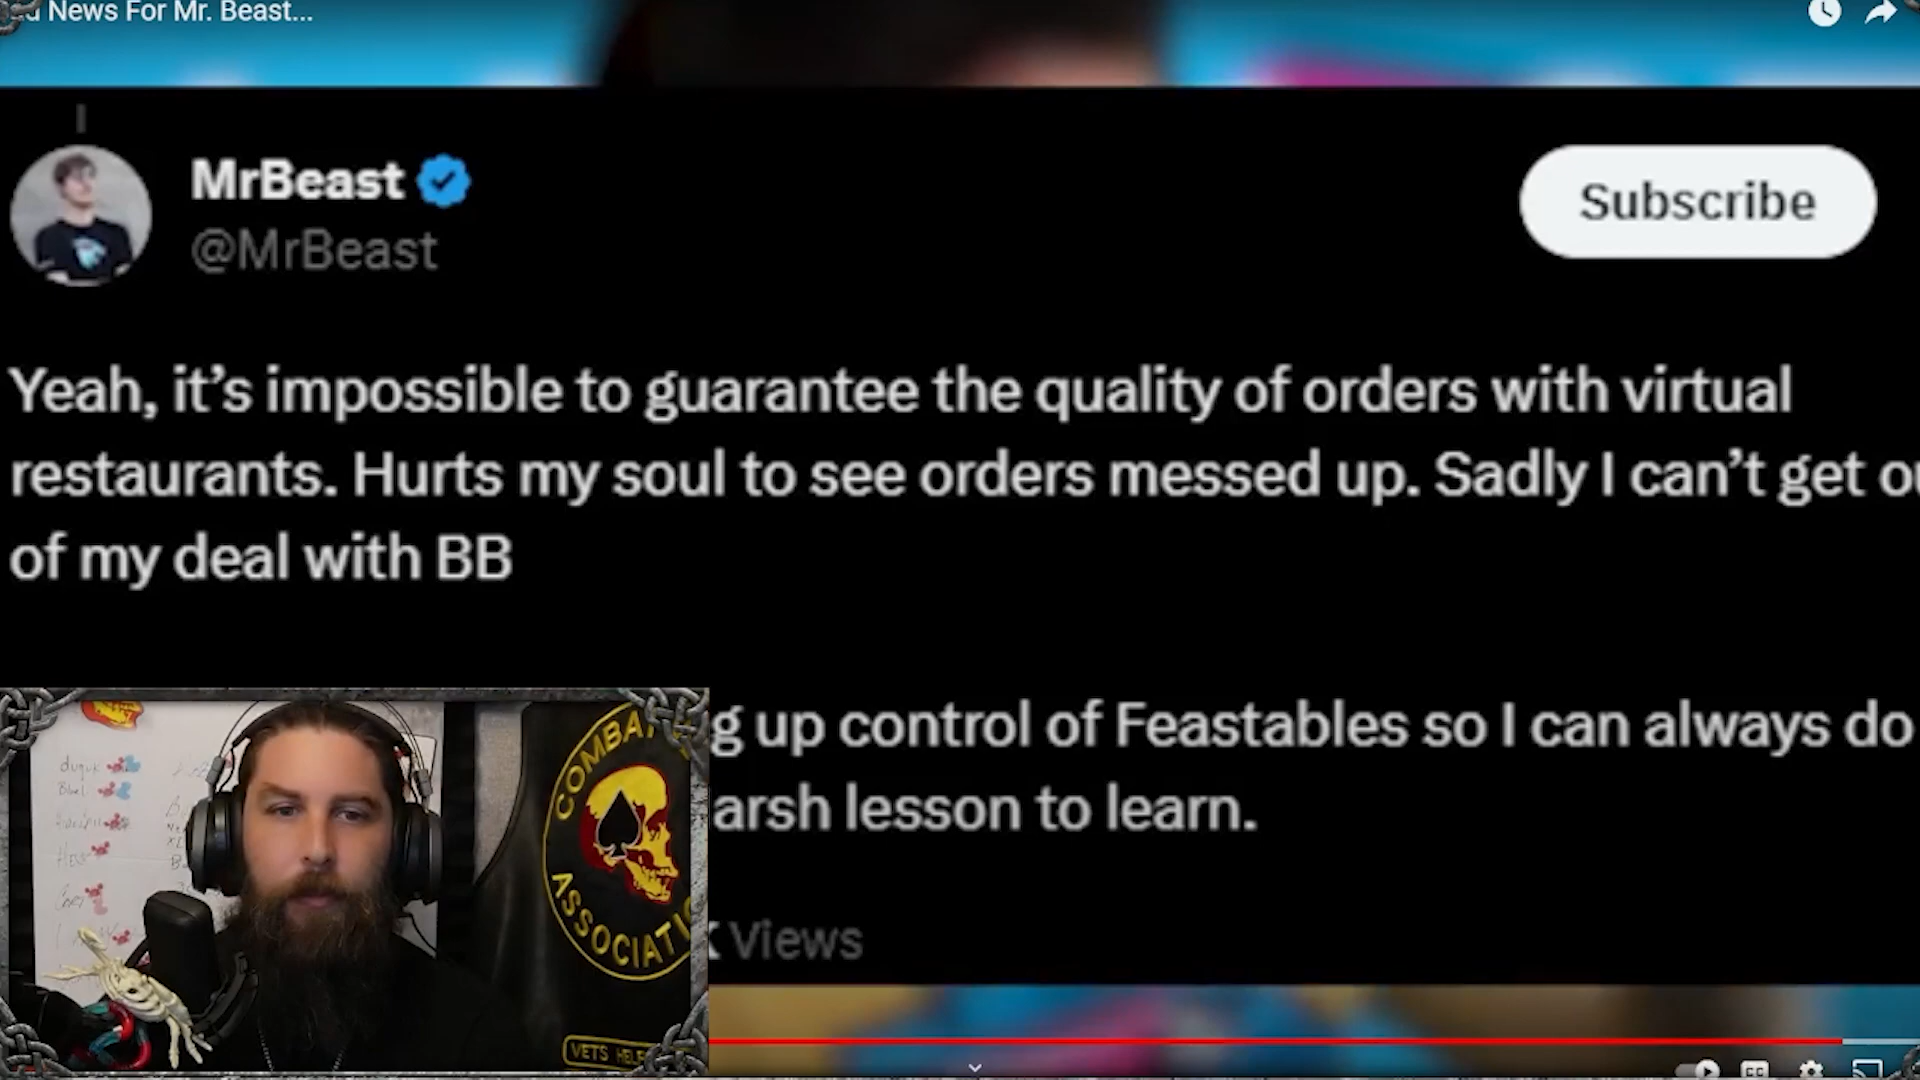 News For Mr. Beast...
MrBeast
@MrBeast
Subscribe
Yeah, it’s impossible to guarantee the quality of orders with virtual
restaurants. Hurts my soul to see orders messed up. Sadly I can’t get ou
of my deal with BB
g up control of Feastables so I can always do
arsh lesson to learn.
Views
duquk
COMBA
ASSOCIATI
VETS HELP
CC